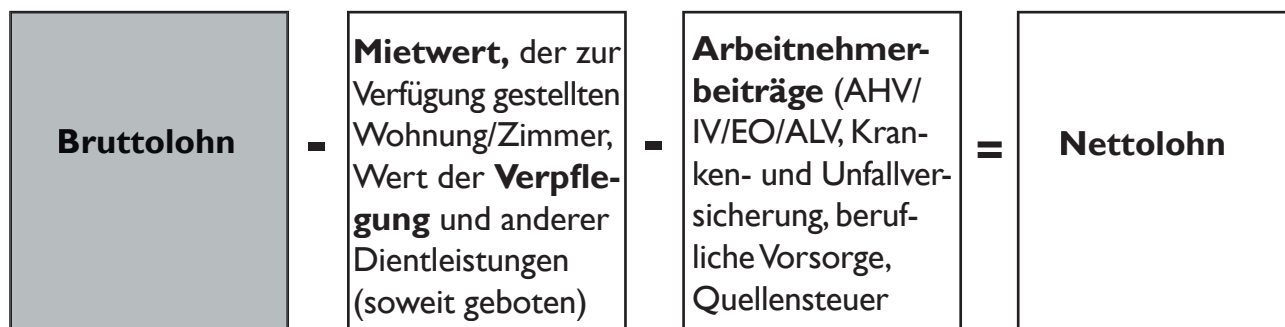 Bruttolohn
-
Mietwert, der zur
Verfügung gestellten
Wohnung/Zimmer,
Wert der Verpfle-
gung und anderer
Dientleistungen
(soweit geboten)
-
Arbeitnehmer-
beiträge (AHV/
IV/EO/ALV, Kran-
ken- und Unfallver-
sicherung, beruf-
liche Vorsorge,
Quellensteuer
=
Nettolohn